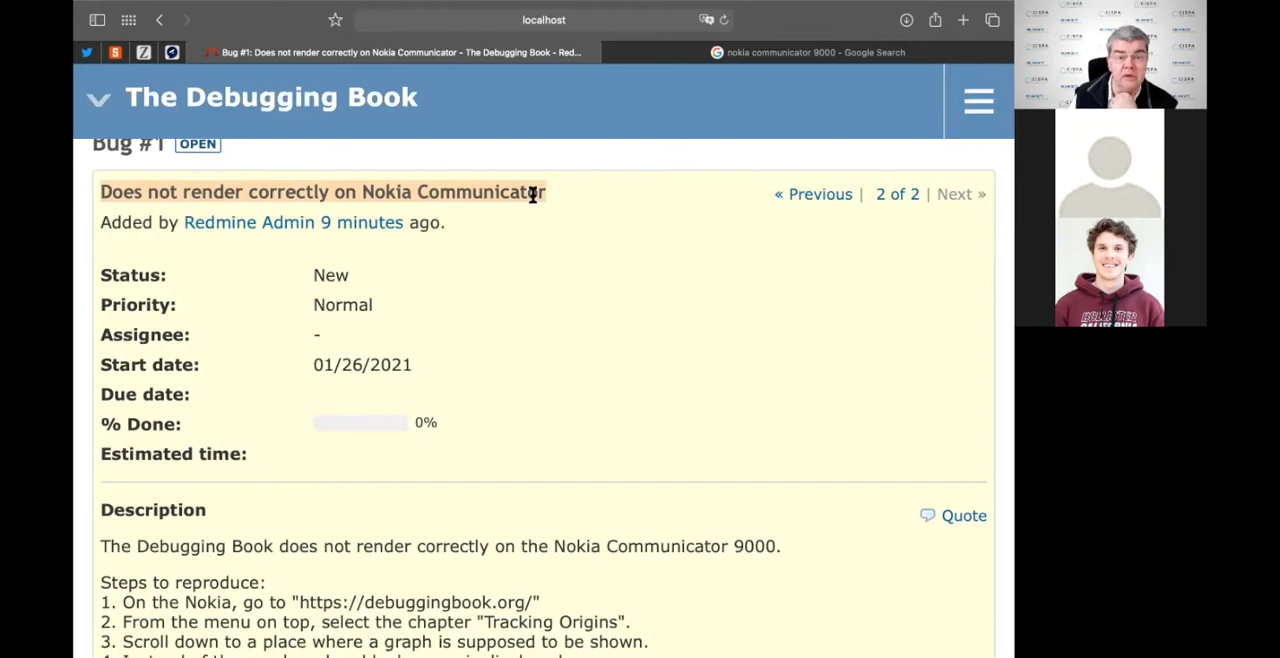 localhost
Bug #1: Does not render correctly on Nokia Communicator - The Debugging Book - Red...
nokia communicator 9000 - Google Search
The Debugging Book
Bug #1 OPEN
Does not render correctly on Nokia Communicator
« Previous | 2 of 2 | Next »
Added by Redmine Admin 9 minutes ago.
Status: New
Priority: Normal
Assignee: -
Start date: 01/26/2021
Due date:
% Done: 0%
Estimated time:
Description
Quote
The Debugging Book does not render correctly on the Nokia Communicator 9000.
Steps to reproduce:
1. On the Nokia, go to "https://debuggingbook.org/"
2. From the menu on top, select the chapter "Tracking Origins".
3. Scroll down to a place where a graph is supposed to be shown.
CISPA
HOLLISTER
CALIFORNIA